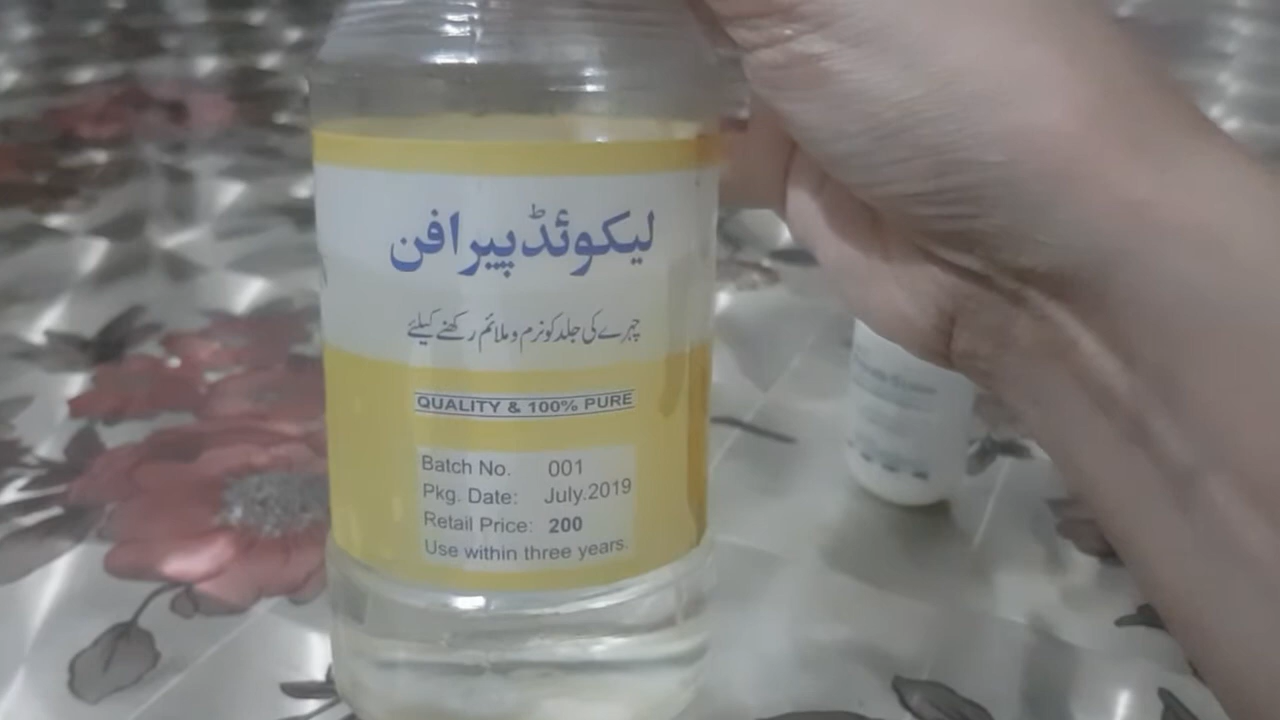 لیکوئڈ پیرافن
چہرے کی جلد کو نرم و ملائم رکھنے کیلئے
QUALITY & 100% PURE
Batch No. 001
Pkg. Date: July.2019
Retail Price: 200
Use within three years.